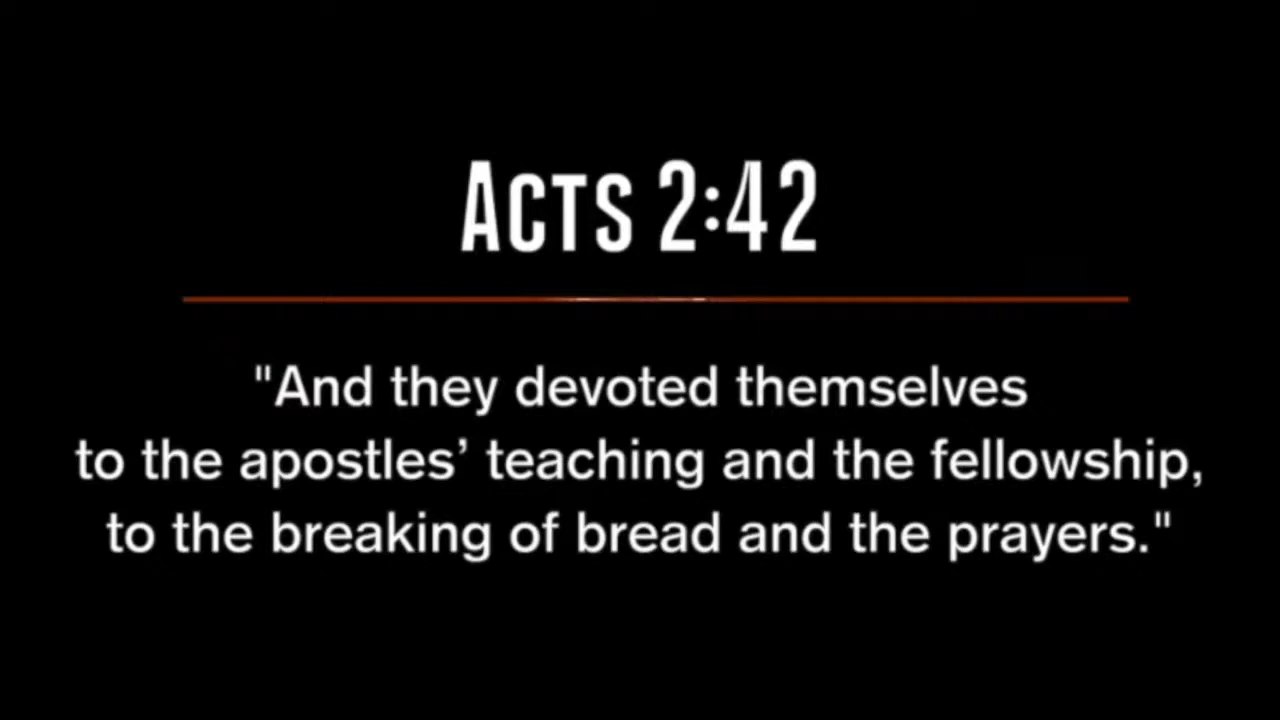 Acts 2:42
"And they devoted themselves
to the apostles’ teaching and the fellowship,
to the breaking of bread and the prayers."